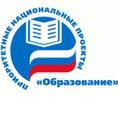 ПРИОРИТЕТНЫЕ НАЦИОНАЛЬНЫЕ ПРОЕКТЫ
«Образование»